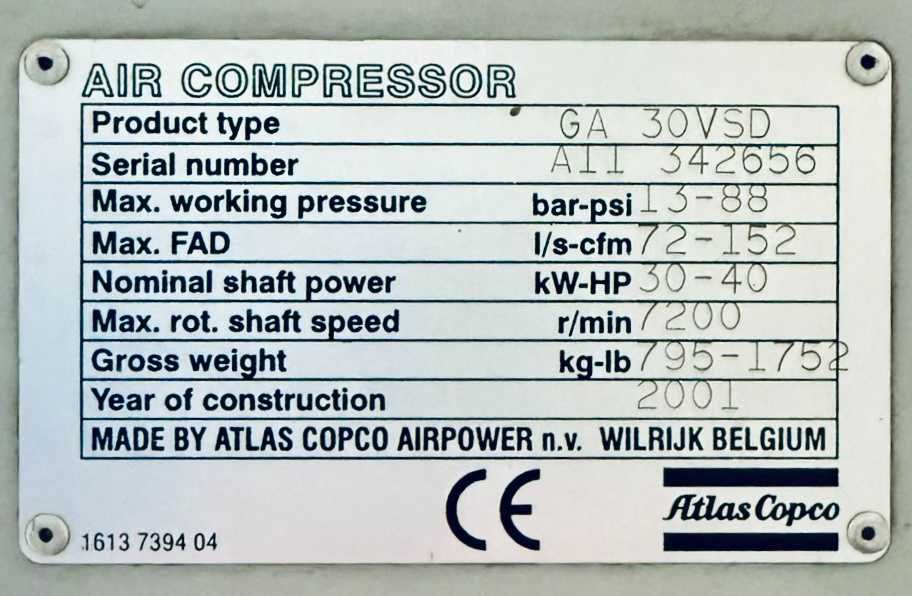 AIR COMPRESSOR
Product type GA 30VSD
Serial number AII 342656
Max. working pressure bar-psi 13-88
Max. FAD l/s-cfm 72-152
Nominal shaft power kW-HP 30-40
Max. rot. shaft speed r/min 7200
Gross weight kg-lb 795-1752
Year of construction 2001
MADE BY ATLAS COPCO AIRPOWER n.v. WILRIJK BELGIUM
CE
Atlas Copco
1613 7394 04